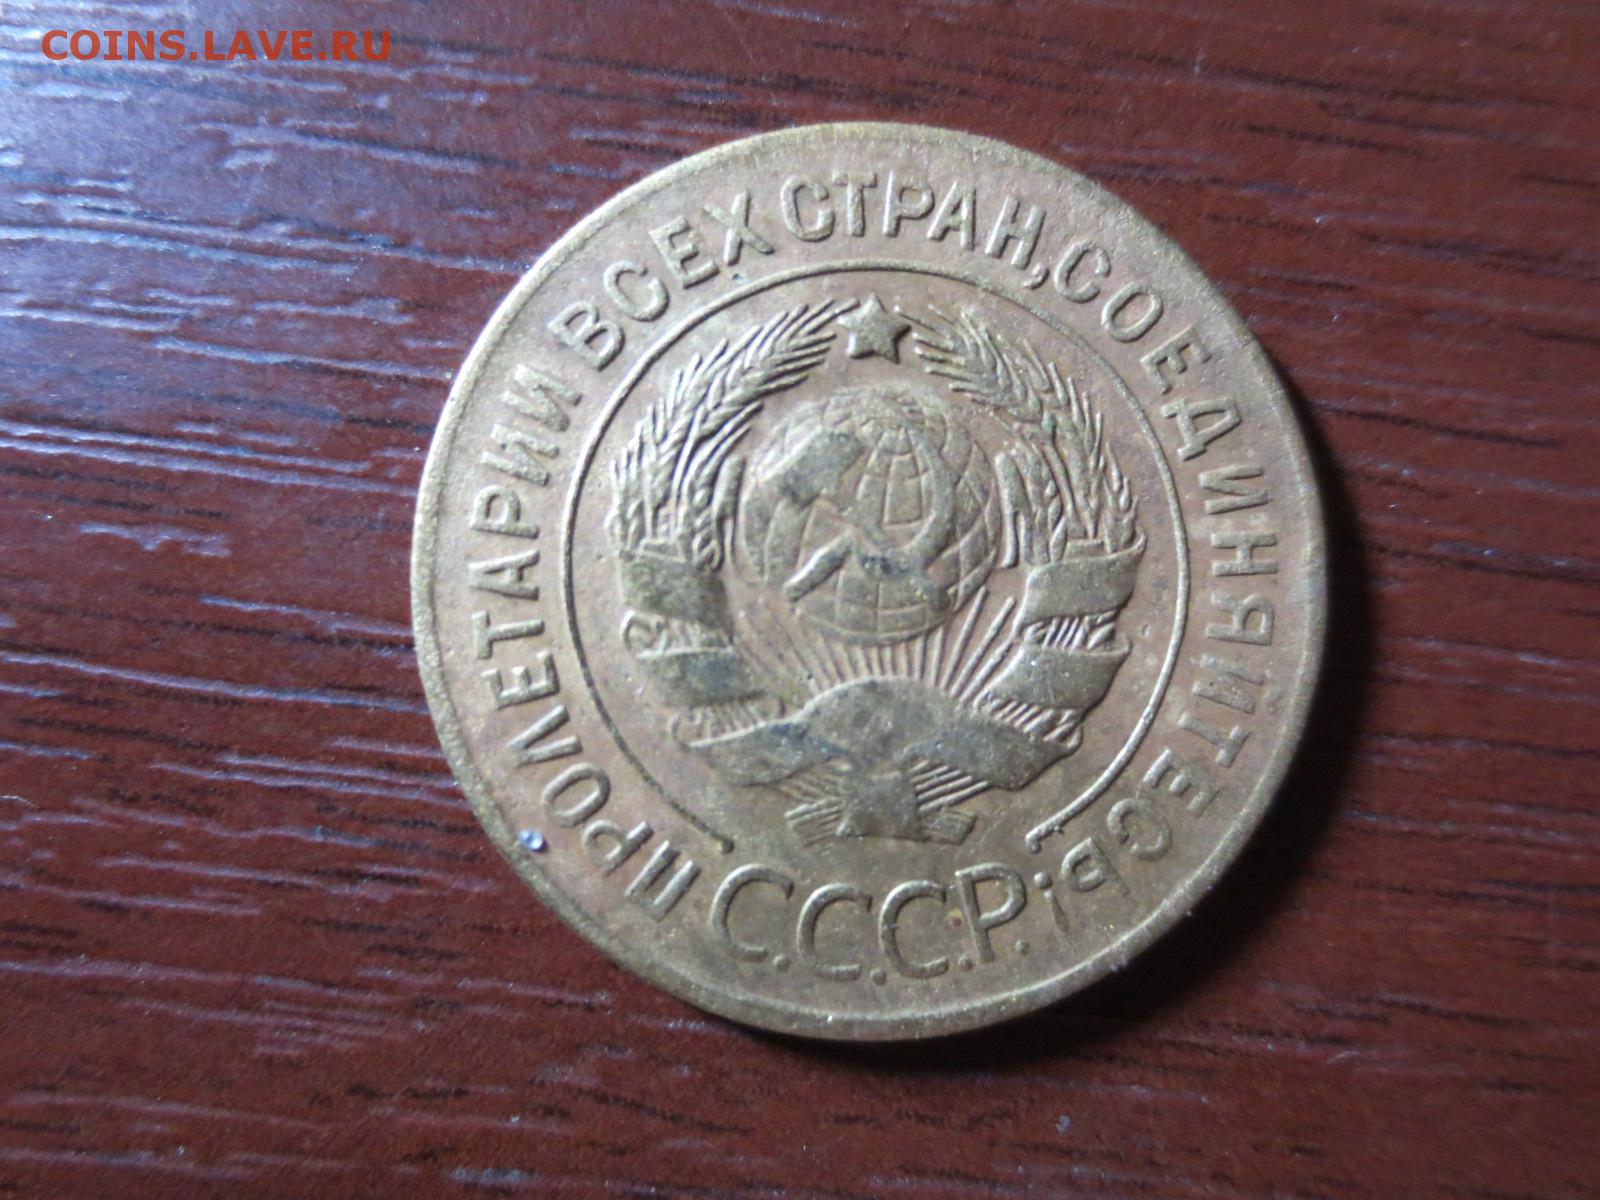 COINS.LAVE.RU
ПРОЛЕТАРИИ ВСЕХ СТРАН, СОЕДИНЯЙТЕСЬ!
С.С.С.Р.